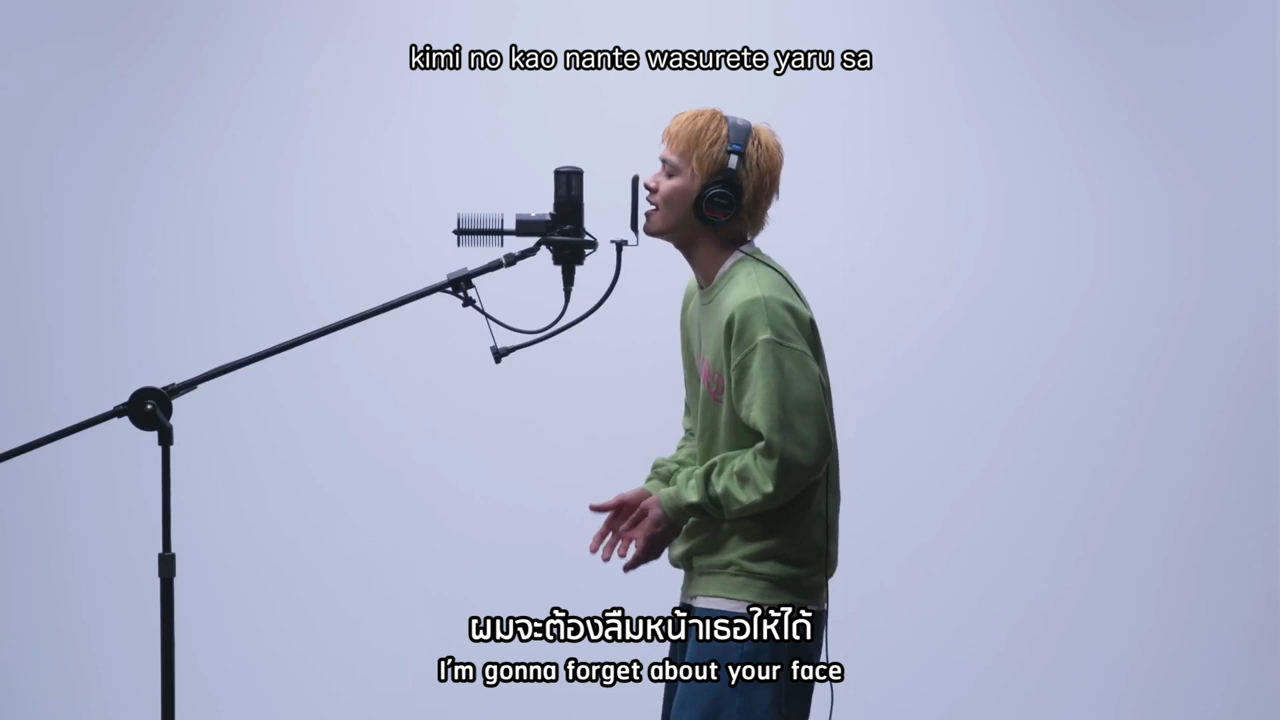 kimi no kao nante wasurete yaru sa
ผมจะต้องลืมหน้าเธอให้ได้
I'm gonna forget about your face